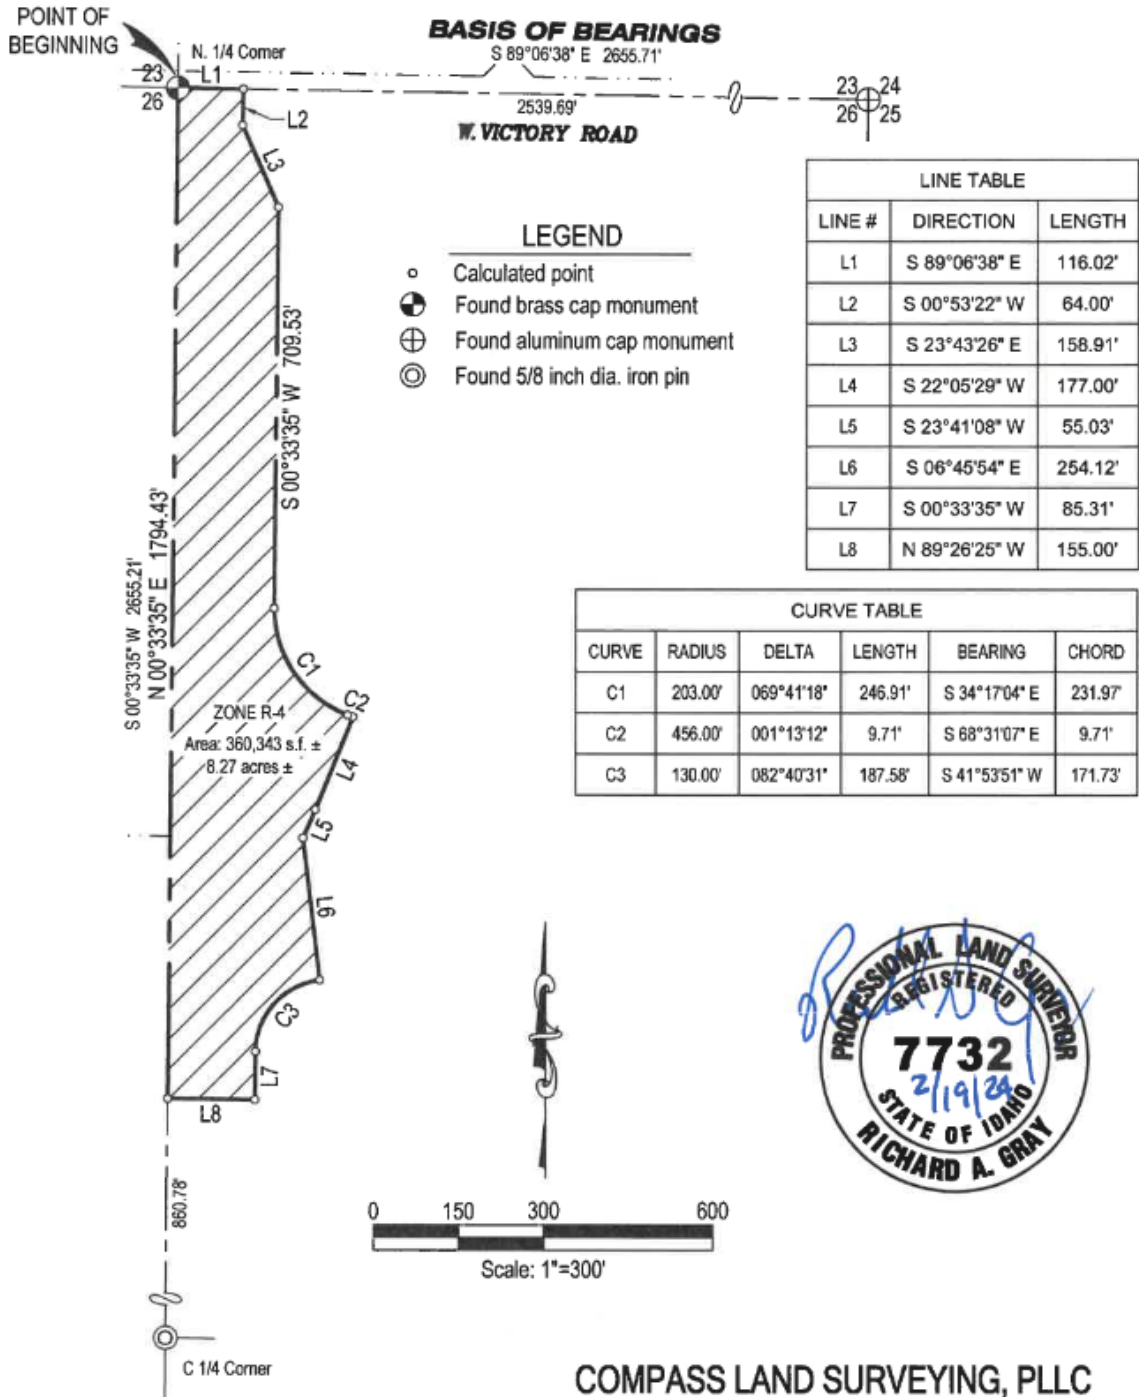 POINT OF
BEGINNING
N. 1/4 Corner
BASIS OF BEARINGS
S 89°06'38" E 2655.71'
23
26
L1
L2
2539.69'
W. VICTORY ROAD
23 24
26 25
L3
LEGEND
Calculated point
Found brass cap monument
Found aluminum cap monument
Found 5/8 inch dia. iron pin
LINE TABLE
LINE # DIRECTION LENGTH
L1 S 89°06'38" E 116.02'
L2 S 00°53'22" W 64.00'
L3 S 23°43'26" E 158.91'
L4 S 22°05'29" W 177.00'
L5 S 23°41'08" W 55.03'
L6 S 06°45'54" E 254.12'
L7 S 00°33'35" W 85.31'
L8 N 89°26'25" W 155.00'
S 00°33'35" W 709.53'
S 00°33'35" W 2655.21'
N 00°33'35" E 1794.43'
CURVE TABLE
CURVE RADIUS DELTA LENGTH BEARING CHORD
C1 203.00' 069°41'18" 246.91' S 34°17'04" E 231.97'
C2 456.00' 001°13'12" 9.71' S 68°31'07" E 9.71'
C3 130.00' 082°40'31" 187.58' S 41°53'51" W 171.73'
C1
C2
ZONE R-4
Area: 360,343 s.f. ±
8.27 acres ±
L4
L5
L6
C3
L7
L8
860.78'
C 1/4 Corner
0 150 300 600
Scale: 1"=300'
PROFESSIONAL LAND SURVEYOR
REGISTERED
7732
2/19/24
STATE OF IDAHO
RICHARD A. GRAY
COMPASS LAND SURVEYING, PLLC